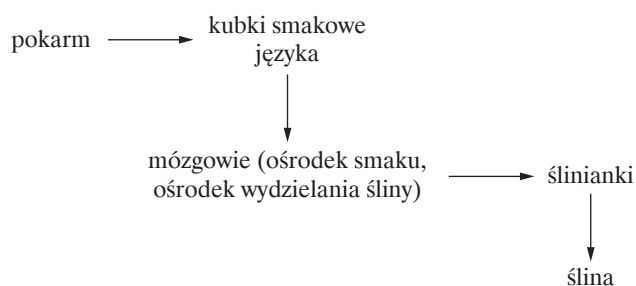 pokarm
kubki smakowe
języka
mózgowie (ośrodek smaku,
ośrodek wydzielania śliny)
ślinianki
ślina